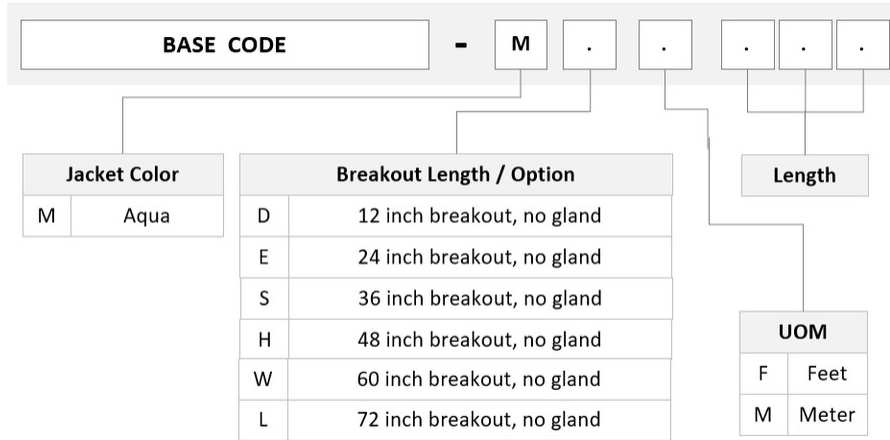 BASE CODE - M . . . . .
Jacket Color
M Aqua
Breakout Length / Option
D 12 inch breakout, no gland
E 24 inch breakout, no gland
S 36 inch breakout, no gland
H 48 inch breakout, no gland
W 60 inch breakout, no gland
L 72 inch breakout, no gland
Length
UOM
F Feet
M Meter